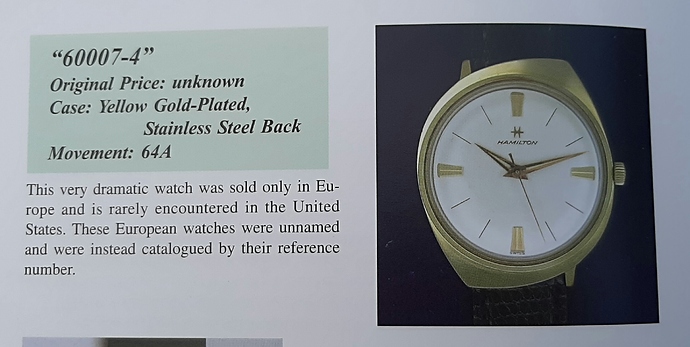 "60007-4"
Original Price: unknown
Case: Yellow Gold-Plated,
Stainless Steel Back
Movement: 64A
This very dramatic watch was sold only in Eu-
rope and is rarely encountered in the United
States. These European watches were unnamed
and were instead catalogued by their reference
number.
HAMILTON